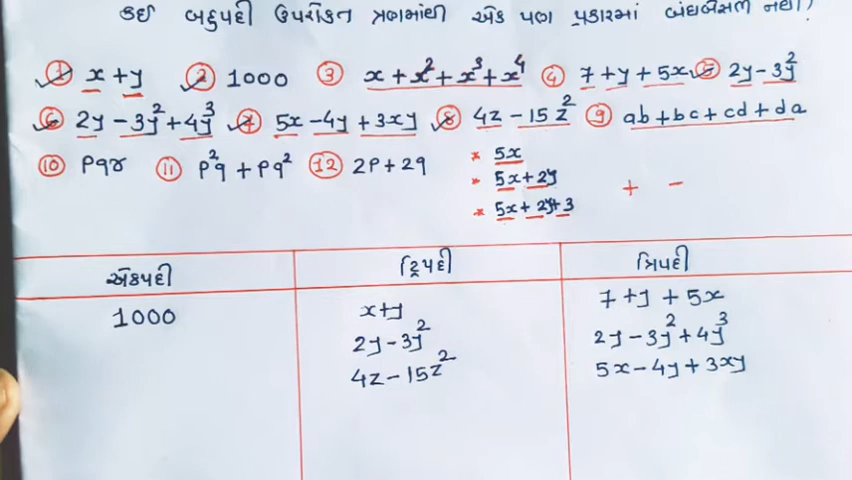 કઈ બહુપદી ઉપરોક્ત ત્રણમાંથી એક પણ પ્રકારમાં બંધબેસતી નથી?
① x + y ② 1000 ③ x + x² + x³ + x⁴ ④ 7 + y + 5x ⑤ 2y - 3y²
⑥ 2y - 3y² + 4y³ ⑦ 5x - 4y + 3xy ⑧ 4z - 15z² ⑨ ab + bc + cd + da
⑩ pqr ⑪ p²q + pq² ⑫ 2p + 2q * 5x
* 5x + 2y + -
* 5x + 2y + 3
એકપદી દ્વિપદી ત્રિપદી
1000 x+y 7 + y + 5x
2y - 3y² 2y - 3y² + 4y³
4z - 15z² 5x - 4y + 3xy